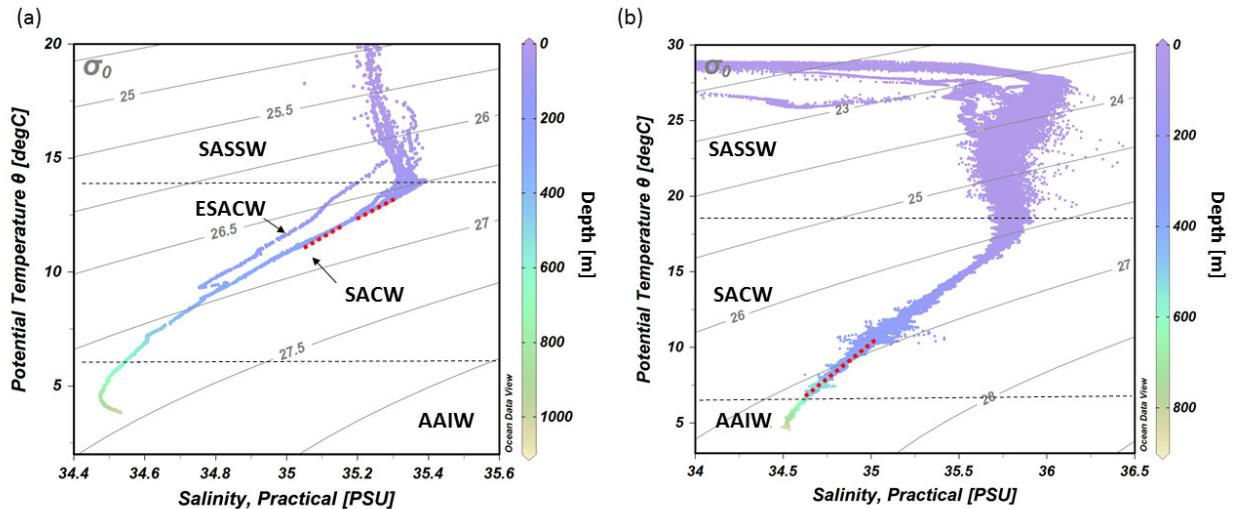 (a)
σ₀
20
15
10
5
25
25.5
26
26.5
27
27.5
SASSW
ESACW
SACW
AAIW
Potential Temperature θ [degC]
34.4
34.6
34.8
35
35.2
35.4
35.6
Salinity, Practical [PSU]
Ocean Data View
0
200
400
600
800
1000
Depth [m]
(b)
σ₀
30
25
20
15
10
5
23
24
25
26
27
28
SASSW
SACW
AAIW
Potential Temperature θ [degC]
34
34.5
35
35.5
36
36.5
Salinity, Practical [PSU]
Ocean Data View
0
200
400
600
800
Depth [m]